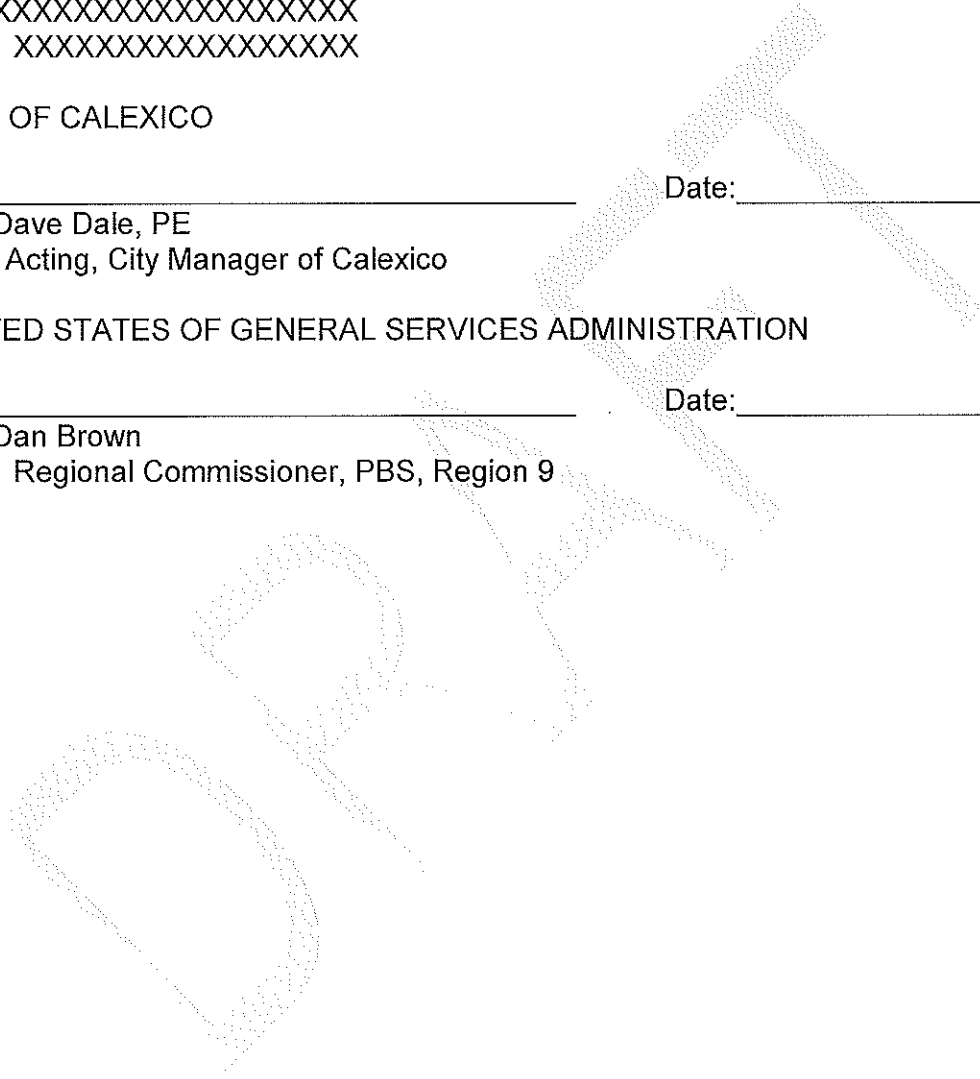 XXXXXXXXXXXXXXXXXX
XXXXXXXXXXXXXXXXX
OF CALEXICO
Date:
Dave Dale, PE
Acting, City Manager of Calexico
TED STATES OF GENERAL SERVICES ADMINISTRATION
Date:
Dan Brown
Regional Commissioner, PBS, Region 9
DRAFT